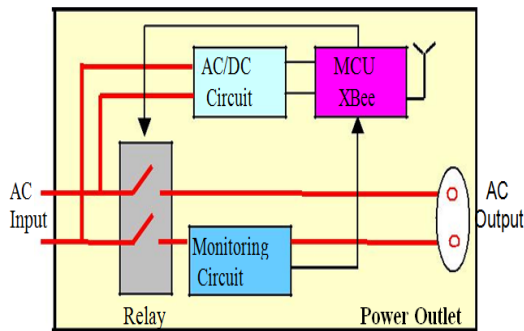 AC/DC
Circuit
MCU
XBee
AC
Input
AC
Output
Monitoring
Circuit
Relay
Power Outlet